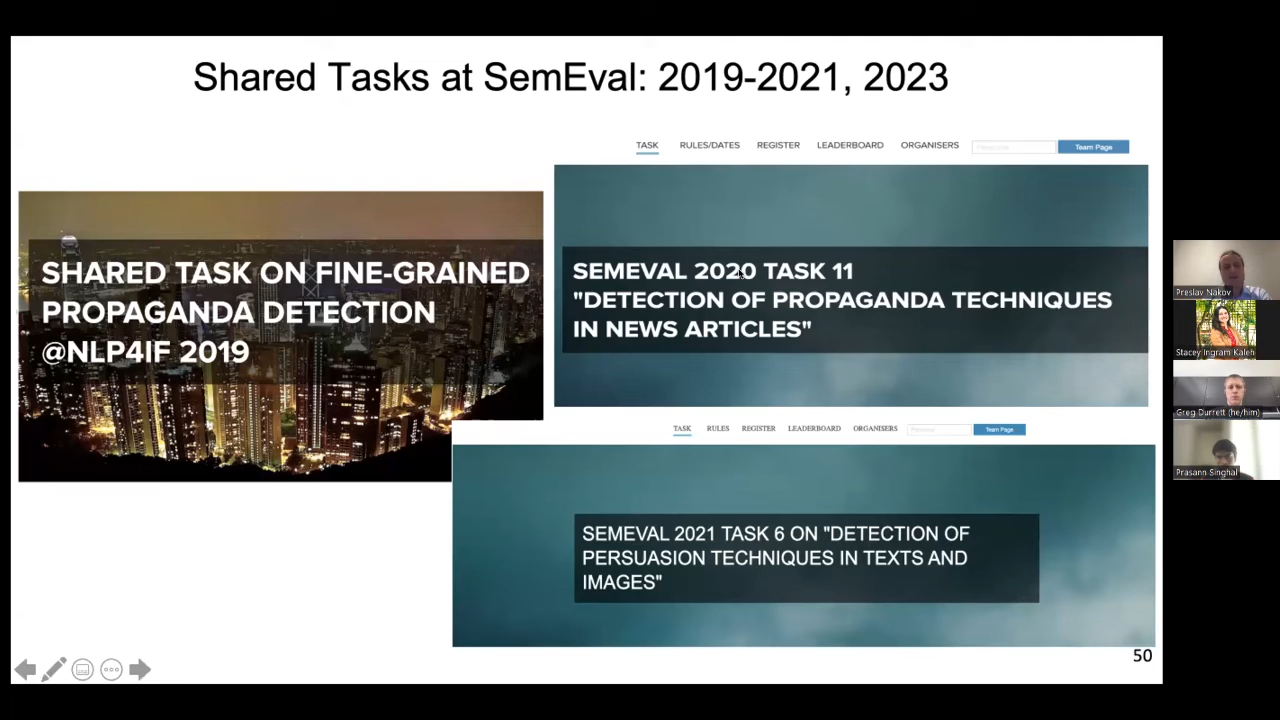 Shared Tasks at SemEval: 2019-2021, 2023
SHARED TASK ON FINE-GRAINED
PROPAGANDA DETECTION
@NLP4IF 2019
TASK RULES/DATES REGISTER LEADERBOARD ORGANISERS Team Page
SEMEVAL 2020 TASK 11
"DETECTION OF PROPAGANDA TECHNIQUES
IN NEWS ARTICLES"
TASK RULES REGISTER LEADERBOARD ORGANISERS Team Page
SEMEVAL 2021 TASK 6 ON "DETECTION OF
PERSUASION TECHNIQUES IN TEXTS AND
IMAGES"
50
Preslav Nakov
Stacey Ingram Kaleh
Greg Durrett (he/him)
Prasann Singhal